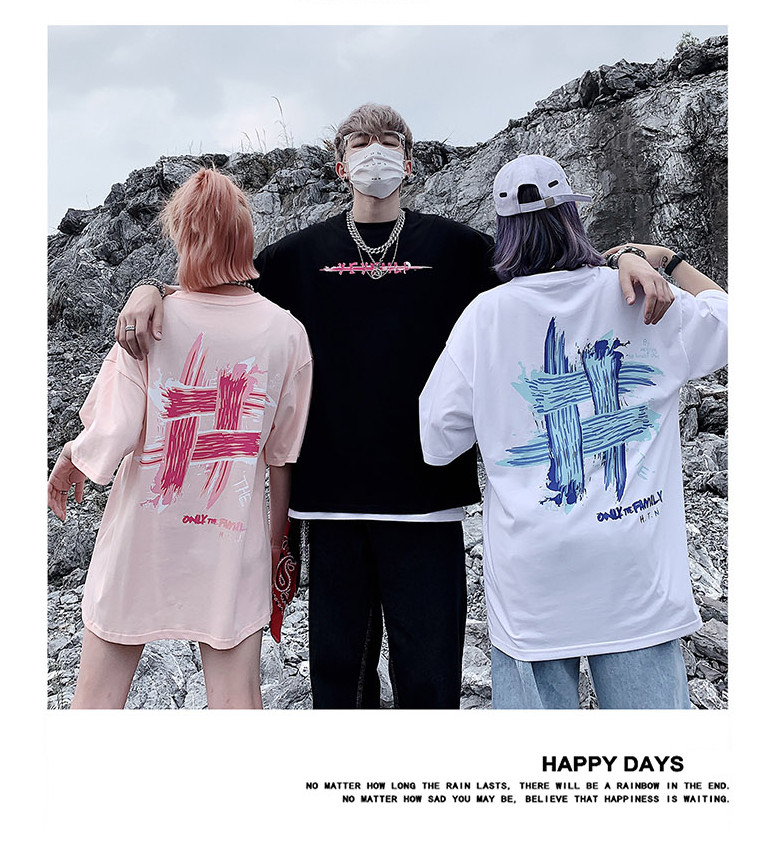 THE
ONLY THE FAMILY
H.T.N
E
ONLY THE FAMILY
H.T.N
HAPPY DAYS
NO MATTER HOW LONG THE RAIN LASTS, THERE WILL BE A RAINBOW IN THE END.
NO MATTER HOW SAD YOU MAY BE, BELIEVE THAT HAPPINESS IS WAITING.